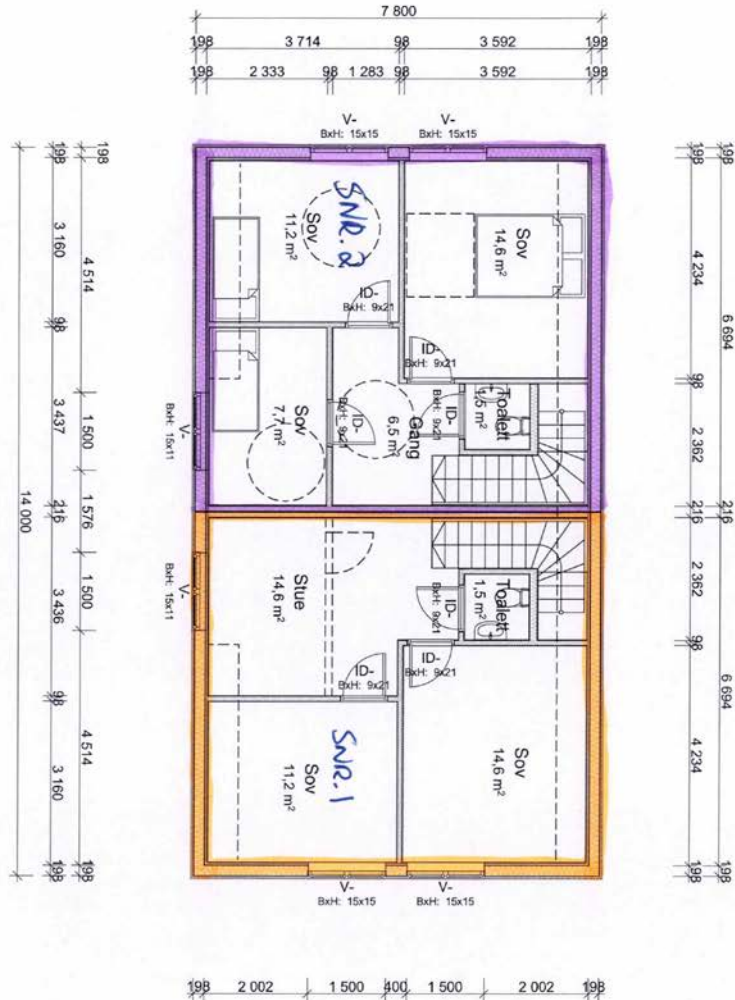 7 800
198 3 714 98 3 592 198
198 2 333 98 1 283 98 3 592 198
V-
BxH: 15x15
V-
BxH: 15x15
198 3 160 98 3 437 216 3 436 98 3 160 198
198 4 514 1 500 1 576 1 500 4 514 198
14 000
SNR. 2
Sov
11,2 m²
Sov
14,6 m²
ID-
BxH: 9x21
ID-
BxH: 9x21
Sov
7,7 m²
ID-
BxH: 9x21
Gang
6,5 m²
ID-
BxH: 9x21
Toalett
1,5 m²
V-
BxH: 15x11
V-
BxH: 15x11
Stue
14,6 m²
ID-
BxH: 9x21
Toalett
1,5 m²
ID-
BxH: 9x21
ID-
BxH: 9x21
SNR. 1
Sov
11,2 m²
Sov
14,6 m²
198 4 234 98 2 362 216 2 362 98 4 234 198
198 6 694 216 6 694 198
V-
BxH: 15x15
V-
BxH: 15x15
198 2 002 1 500 400 1 500 2 002 198